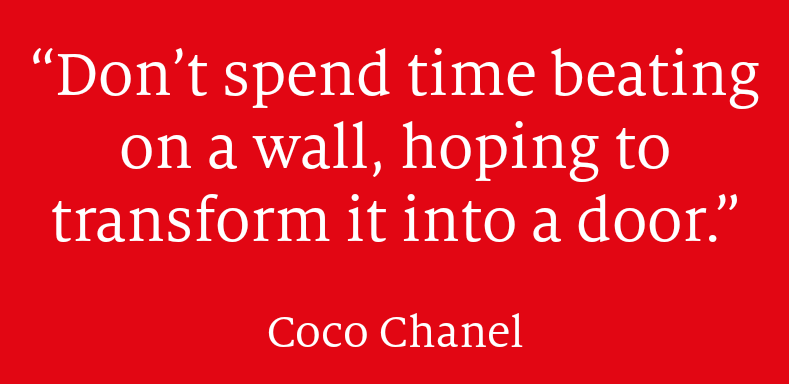 “Don’t spend time beating
on a wall, hoping to
transform it into a door.”
Coco Chanel